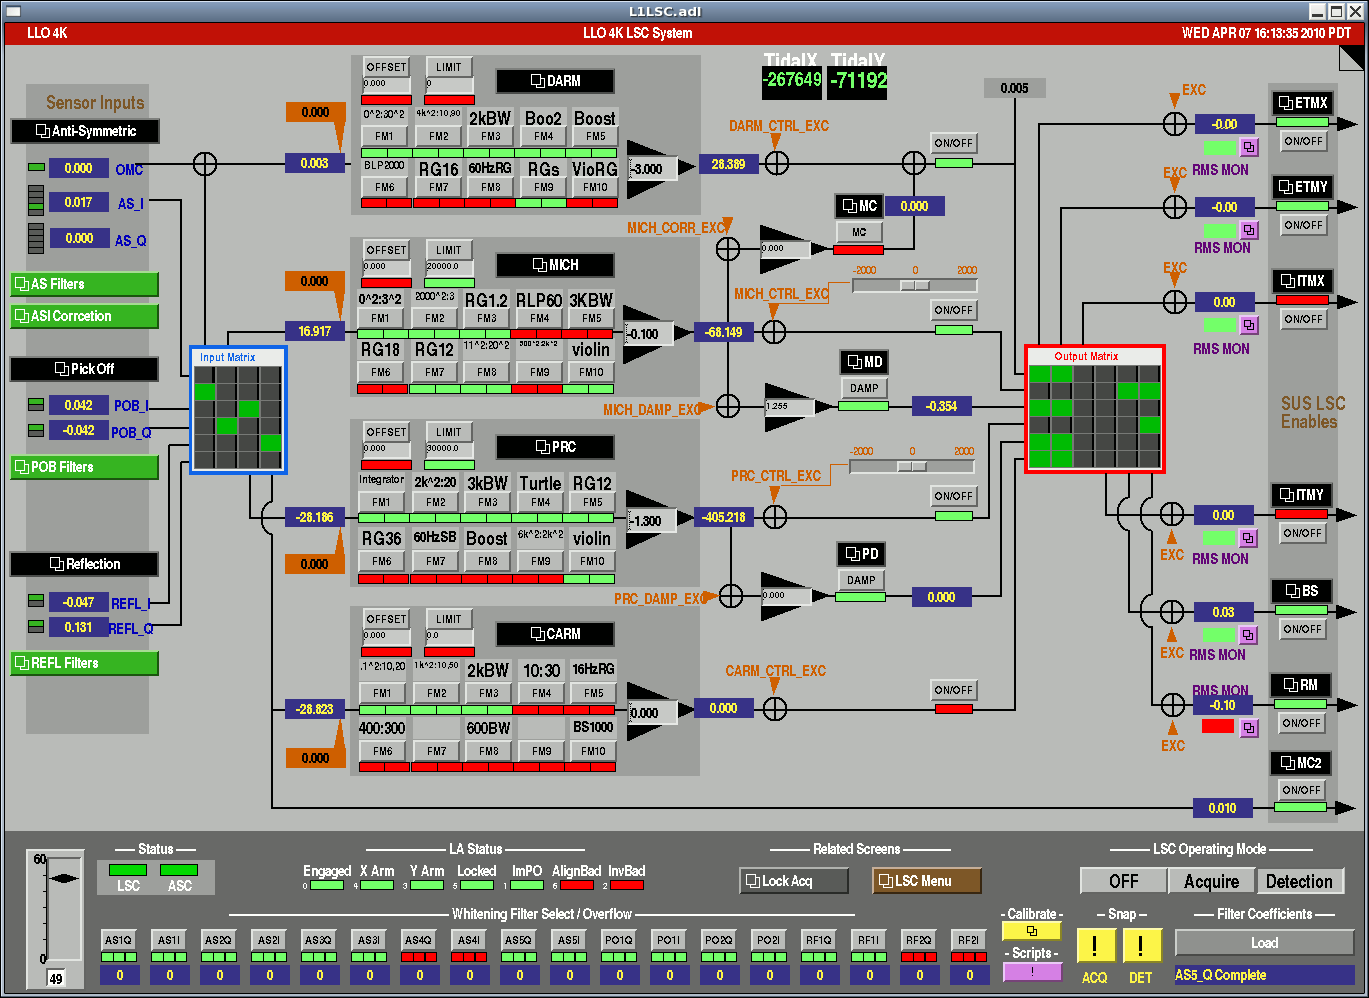 L1LSC.adl
LLO 4K
LLO 4K LSC System
WED APR 07 16:13:35 2010 PDT
Sensor Inputs
Anti-Symmetric
0.000 OMC
0.017 AS_I
0.000 AS_Q
AS Filters
ASI Corrcetion
Pick Off
0.042 POB_I
-0.042 POB_Q
POB Filters
Reflection
-0.047 REFL_I
0.131 REFL_Q
REFL Filters
Input Matrix
OFFSET LIMIT DARM
0.000 0
0.000
0.003
0^2:30^2 4k^2:10,90 2kBW Boo2 Boost
FM1 FM2 FM3 FM4 FM5
BLP2000 RG16 60HzRG RGs VioRG
FM6 FM7 FM8 FM9 FM10
-3.000
28.389
TidalX TidalY
-267649 -71192
DARM_CTRL_EXC
ON/OFF
0.005
MC 0.000
MC
MICH_CORR_EXC
0.000
OFFSET LIMIT MICH
0.000 20000.0
0.000
16.917
0^2:3^2 2000^2:3 RG1.2 RLP60 3KBW
FM1 FM2 FM3 FM4 FM5
RG18 RG12 11^2:20^2 violin
FM6 FM7 FM8 FM9 FM10
-0.100
-68.149
-2000 0 2000
MICH_CTRL_EXC
ON/OFF
MD
DAMP
MICH_DAMP_EXC
1.255
-0.354
OFFSET LIMIT PRC
0.000 30000.0
Integrator 2k^2:20 3kBW Turtle RG12
FM1 FM2 FM3 FM4 FM5
-28.186
RG36 60HzSB Boost 6k^2:2k^2 violin
FM6 FM7 FM8 FM9 FM10
0.000
-1.300
-405.218
-2000 0 2000
PRC_CTRL_EXC
ON/OFF
PD
DAMP
PRC_DAMP_EXC
0.000
0.000
OFFSET LIMIT CARM
0.000 0.0
.1^2:10,20 1k^2:10,50 2kBW 10:30 16HzRG
FM1 FM2 FM3 FM4 FM5
-28.823
400:300 600BW BS1000
FM6 FM7 FM8 FM9 FM10
0.000
0.000
0.000
CARM_CTRL_EXC
ON/OFF
Output Matrix
EXC
-0.00
RMS MON
ETMX
ON/OFF
EXC
-0.00
RMS MON
ETMY
ON/OFF
EXC
0.00
RMS MON
ITMX
ON/OFF
SUS LSC
Enables
ITMY
0.00
EXC
RMS MON
ON/OFF
BS
0.03
EXC
RMS MON
ON/OFF
RM
RMS MON
-0.10
EXC
ON/OFF
MC2
ON/OFF
0.010
60
0
49
Status
LSC ASC
LA Status
Engaged X Arm Y Arm Locked ImPO AlignBad InvBad
0 4 3 5 1 6 2
Related Screens
Lock Acq LSC Menu
LSC Operating Mode
OFF Acquire Detection
Whitening Filter Select / Overflow
AS1Q AS1I AS2Q AS2I AS3Q AS3I AS4Q AS4I AS5Q AS5I PO1Q PO1I PO2Q PO2I RF1Q RF1I RF2Q RF2I
0 0 0 0 0 0 0 0 0 0 0 0 0 0 0 0 0 0
- Calibrate -
- Scripts -
!
- Snap -
! !
ACQ DET
Filter Coefficients
Load
AS5_Q Complete